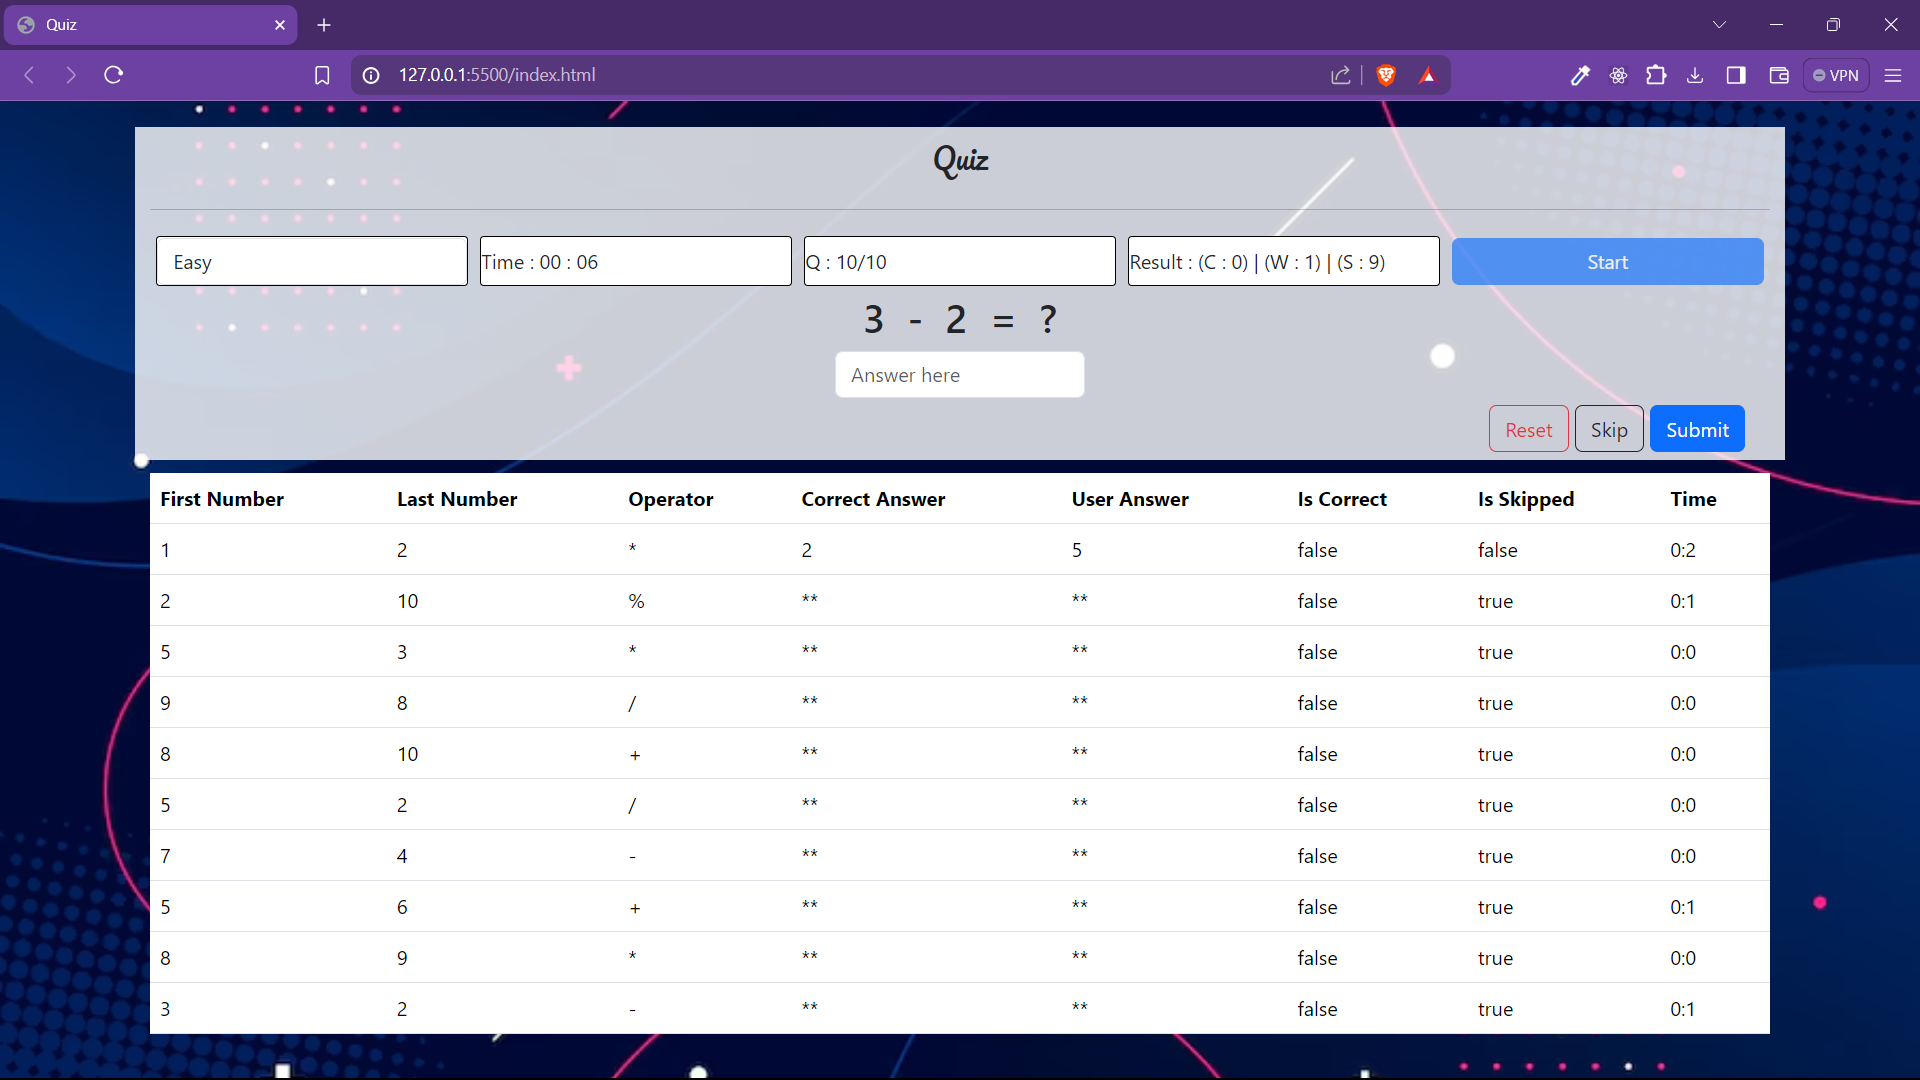 Quiz
127.0.0.1:5500/index.html
VPN
Quiz
Easy
Time : 00 : 06
Q : 10/10
Result : (C : 0) | (W : 1) | (S : 9)
Start
3 - 2 = ?
Answer here
Reset Skip Submit
First Number Last Number Operator Correct Answer User Answer Is Correct Is Skipped Time
1 2 * 2 5 false false 0:2
2 10 % ** ** false true 0:1
5 3 * ** ** false true 0:0
9 8 / ** ** false true 0:0
8 10 + ** ** false true 0:0
5 2 / ** ** false true 0:0
7 4 - ** ** false true 0:0
5 6 + ** ** false true 0:1
8 9 * ** ** false true 0:0
3 2 - ** ** false true 0:1